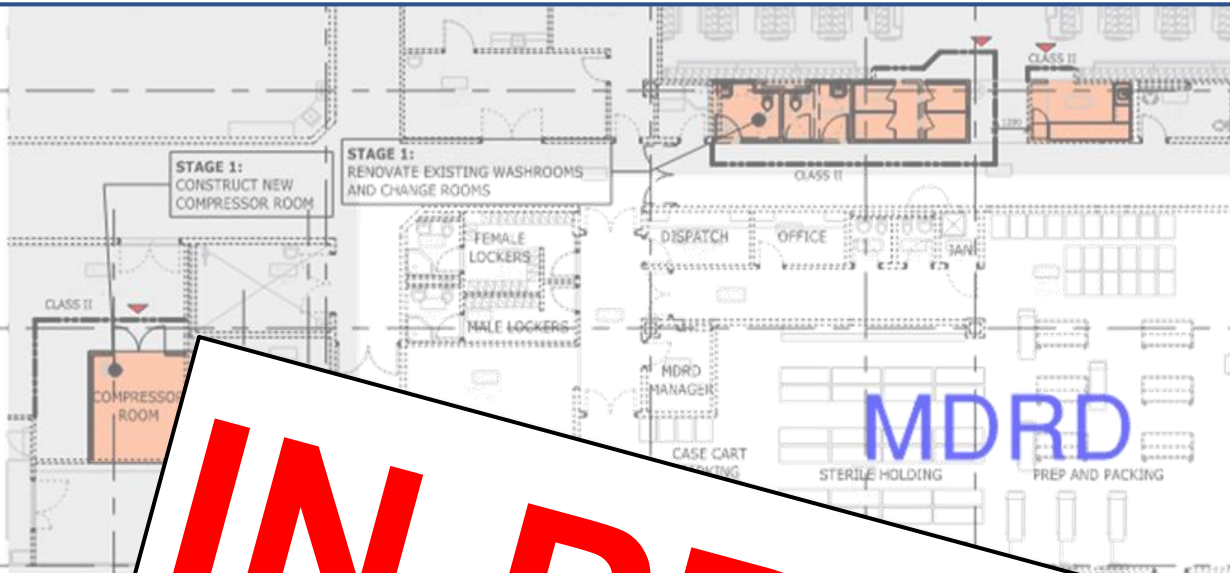 CLASS II
1200
STAGE 1:
RENOVATE EXISTING WASHROOMS
AND CHANGE ROOMS
STAGE 1:
CONSTRUCT NEW
COMPRESSOR ROOM
CLASS II
FEMALE
LOCKERS
DISPATCH
OFFICE
JAN
CLASS II
MALE LOCKERS
MDRD
MANAGER
COMPRESSOR
ROOM
MDRD
CASE CART
STERILE HOLDING
PREP AND PACKING
IN